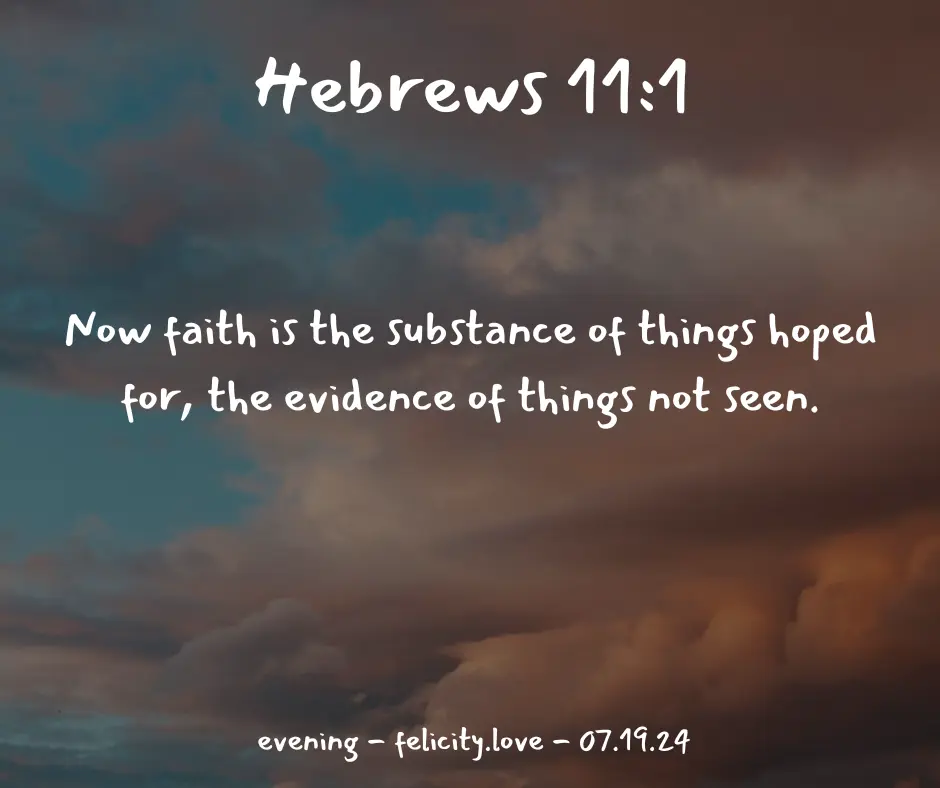 Hebrews 11:1
Now faith is the substance of things hoped
for, the evidence of things not seen.
evening - felicity.love - 07.19.24